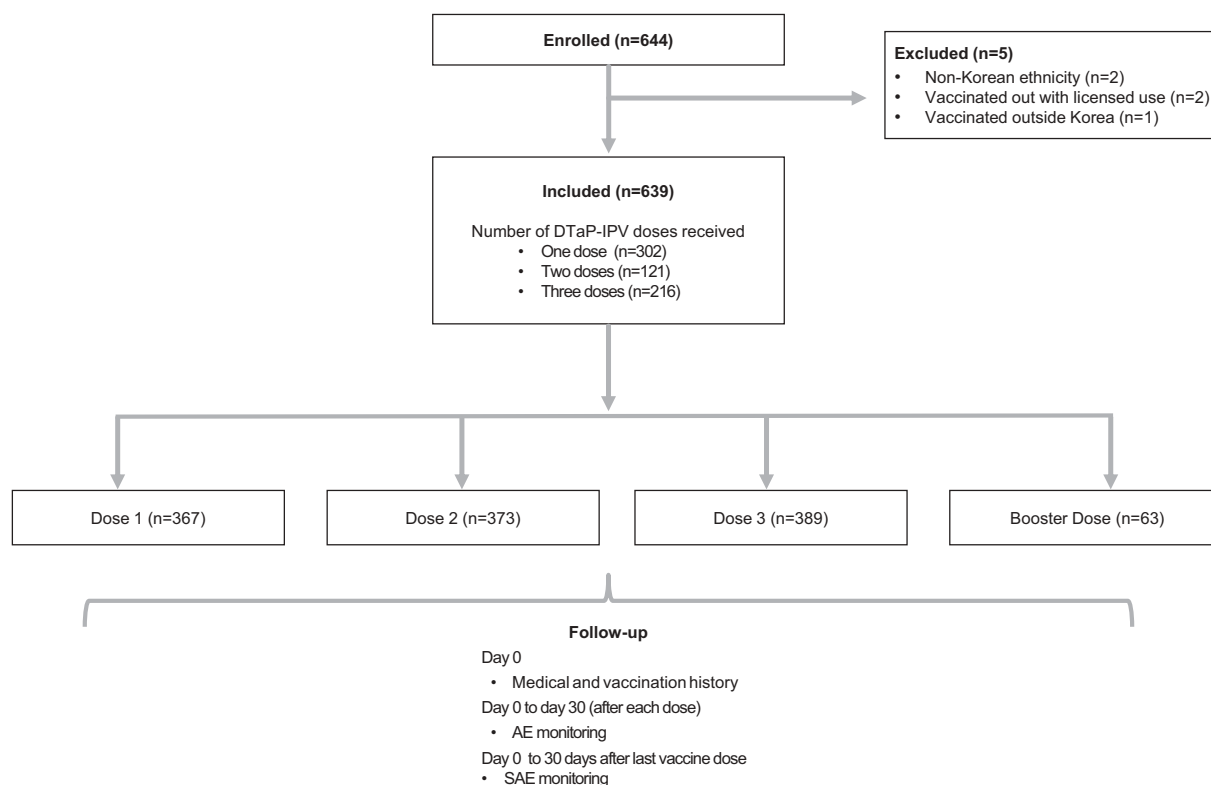 Enrolled (n=644)
Excluded (n=5)
• Non-Korean ethnicity (n=2)
• Vaccinated out with licensed use (n=2)
• Vaccinated outside Korea (n=1)
Included (n=639)
Number of DTaP-IPV doses received
• One dose (n=302)
• Two doses (n=121)
• Three doses (n=216)
Dose 1 (n=367)
Dose 2 (n=373)
Dose 3 (n=389)
Booster Dose (n=63)
Follow-up
Day 0
• Medical and vaccination history
Day 0 to day 30 (after each dose)
• AE monitoring
Day 0 to 30 days after last vaccine dose
• SAE monitoring